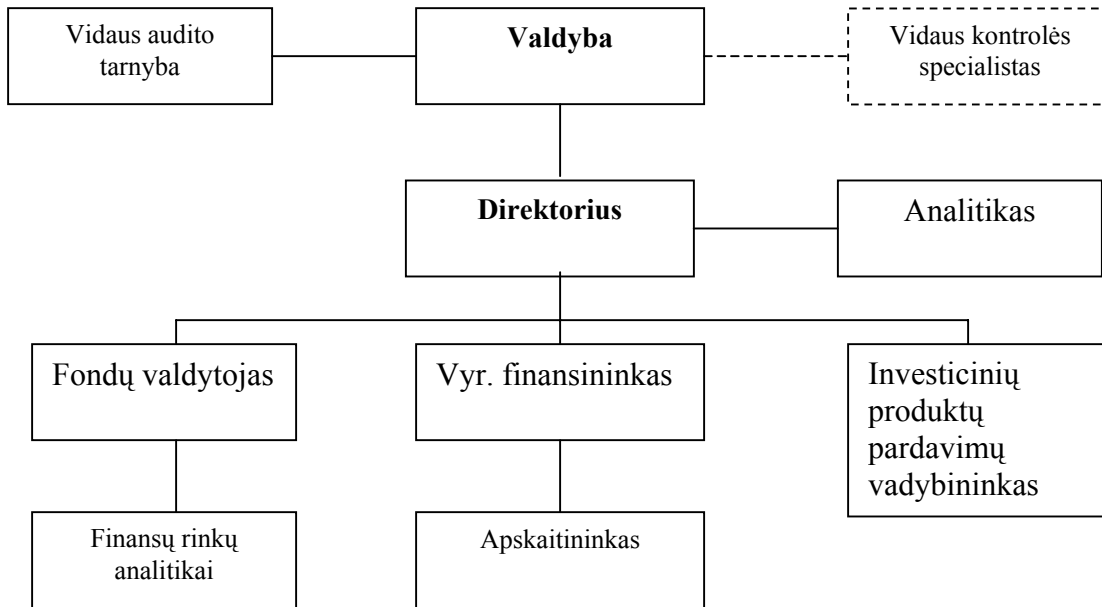 Vidaus audito
tarnyba
Valdyba
Vidaus kontrolės
specialistas
Direktorius
Analitikas
Fondų valdytojas
Vyr. finansininkas
Investicinių
produktų
pardavimų
vadybininkas
Finansų rinkų
analitikai
Apskaitininkas